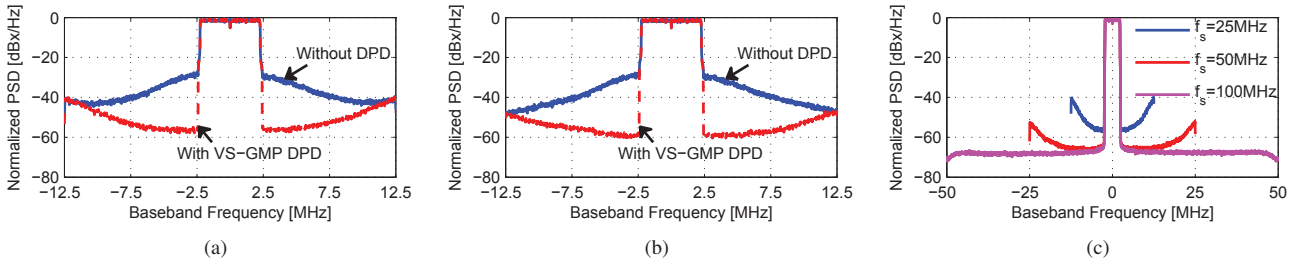 0
−20
−40
−60
−80
Normalized PSD [dBx/Hz]
−12.5 −7.5 −2.5 2.5 7.5 12.5
Baseband Frequency [MHz]
Without DPD
With VS−GMP DPD
(a)
0
−20
−40
−60
−80
Normalized PSD [dBx/Hz]
−12.5 −7.5 −2.5 2.5 7.5 12.5
Baseband Frequency [MHz]
Without DPD
With VS−GMP DPD
(b)
0
−20
−40
−60
−80
Normalized PSD [dBx/Hz]
−50 −25 0 25 50
Baseband Frequency [MHz]
f_s=25MHz
f_s=50MHz
f_s=100MHz
(c)